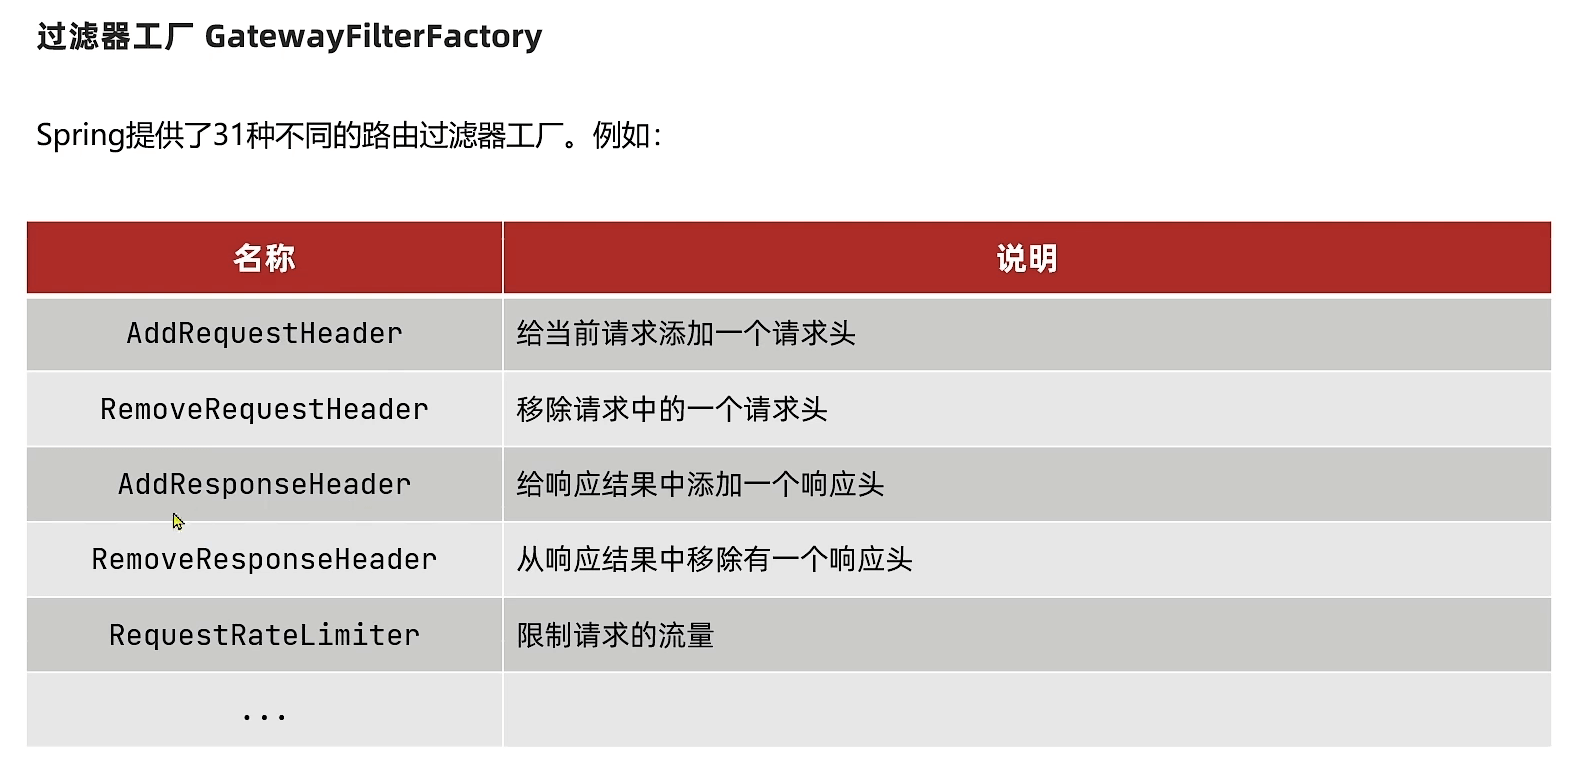 过滤器工厂 GatewayFilterFactory
Spring提供了31种不同的路由过滤器工厂。例如：
名称 说明
AddRequestHeader 给当前请求添加一个请求头
RemoveRequestHeader 移除请求中的一个请求头
AddResponseHeader 给响应结果中添加一个响应头
RemoveResponseHeader 从响应结果中移除有一个响应头
RequestRateLimiter 限制请求的流量
...